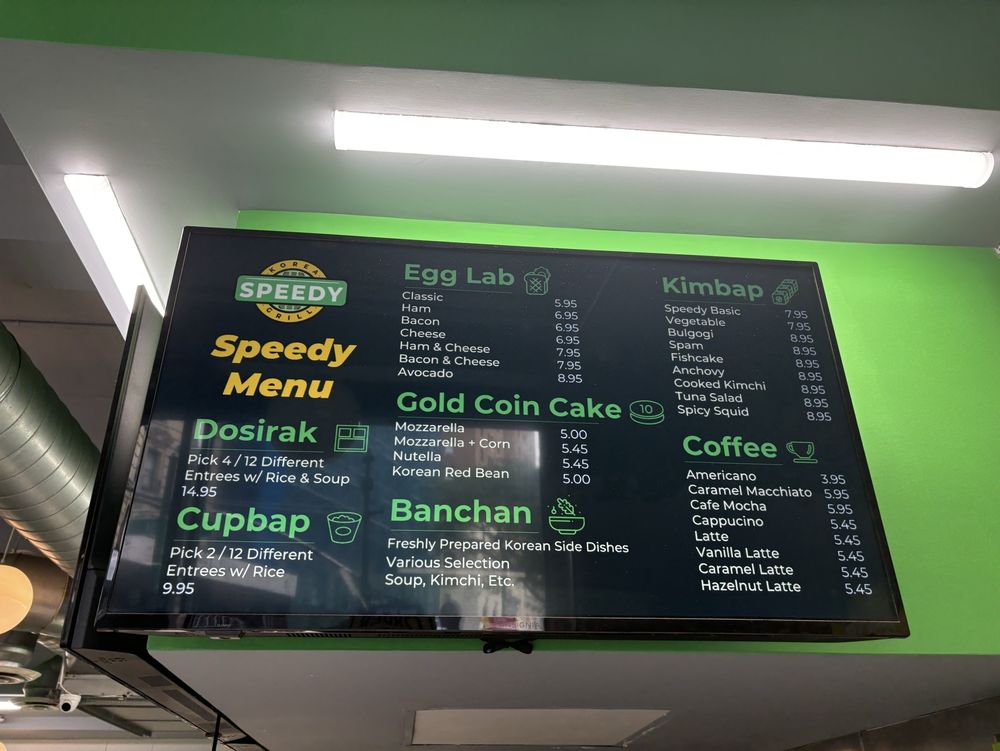 KOREA
SPEEDY
GRILL
Speedy
Menu
Dosirak
Pick 4 / 12 Different
Entrees w/ Rice & Soup
14.95
Cupbap
Pick 2 / 12 Different
Entrees w/ Rice
9.95
Egg Lab
Classic 5.95
Ham 6.95
Bacon 6.95
Cheese 6.95
Ham & Cheese 7.95
Bacon & Cheese 7.95
Avocado 8.95
Gold Coin Cake
10
Mozzarella 5.00
Mozzarella + Corn 5.45
Nutella 5.45
Korean Red Bean 5.00
Banchan
Freshly Prepared Korean Side Dishes
Various Selection
Soup, Kimchi, Etc.
Kimbap
Speedy Basic 7.95
Vegetable 7.95
Bulgogi 8.95
Spam 8.95
Fishcake 8.95
Anchovy 8.95
Cooked Kimchi 8.95
Tuna Salad 8.95
Spicy Squid 8.95
Coffee
Americano 3.95
Caramel Macchiato 5.95
Cafe Mocha 5.95
Cappucino 5.45
Latte 5.45
Vanilla Latte 5.45
Caramel Latte 5.45
Hazelnut Latte 5.45